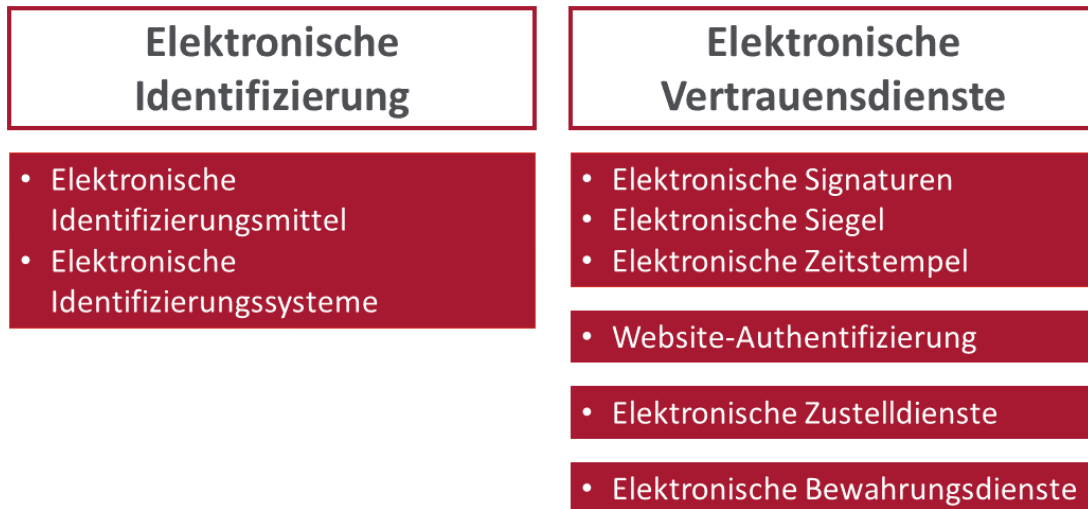 Elektronische
Identifizierung
• Elektronische
Identifizierungsmittel
• Elektronische
Identifizierungssysteme
Elektronische
Vertrauensdienste
• Elektronische Signaturen
• Elektronische Siegel
• Elektronische Zeitstempel
• Website-Authentifizierung
• Elektronische Zustelldienste
• Elektronische Bewahrungsdienste